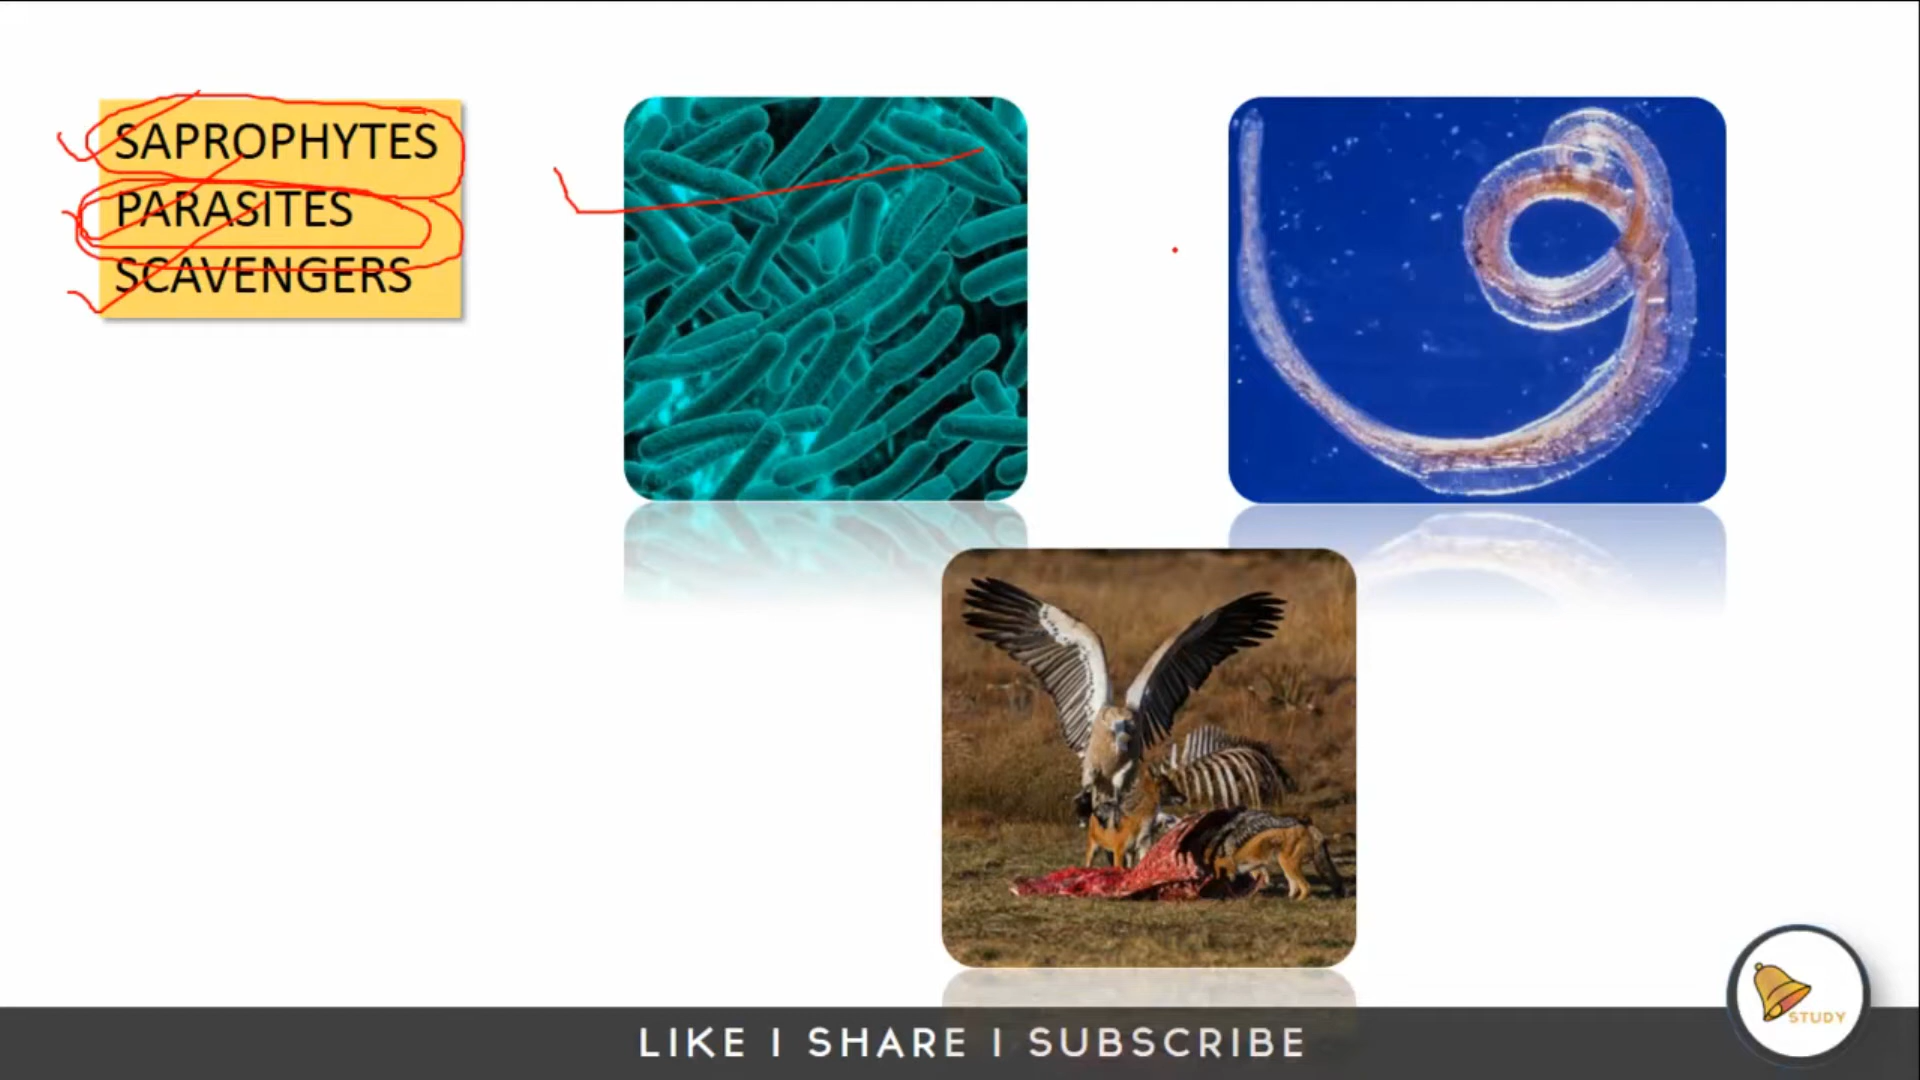 SAPROPHYTES
PARASITES
SCAVENGERS
STUDY
LIKE I SHARE I SUBSCRIBE